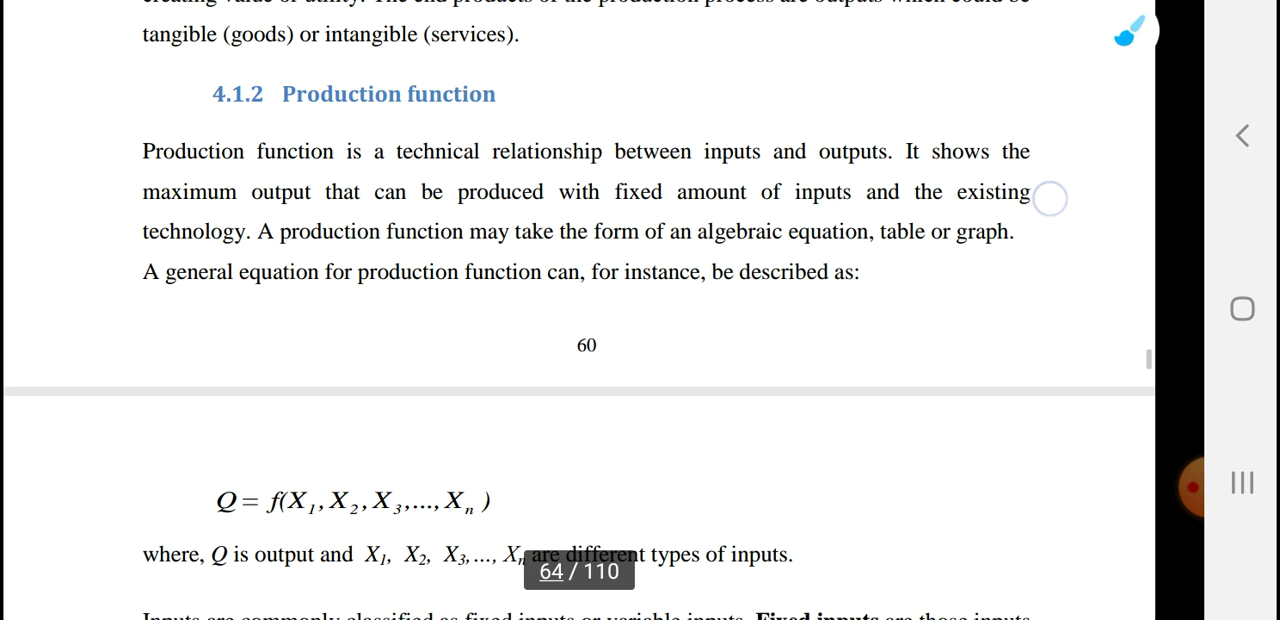 tangible (goods) or intangible (services).
4.1.2 Production function
Production function is a technical relationship between inputs and outputs. It shows the
maximum output that can be produced with fixed amount of inputs and the existing
technology. A production function may take the form of an algebraic equation, table or graph.
A general equation for production function can, for instance, be described as:
60
Q = f(X₁, X₂, X₃,..., Xₙ )
where, Q is output and X₁, X₂, X₃,..., Xₙ are different types of inputs.
64 / 110